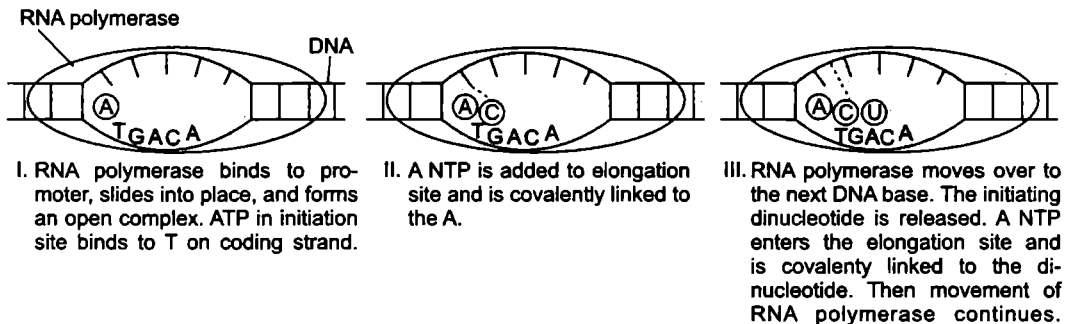 RNA polymerase
DNA
A
TGACA
I. RNA polymerase binds to pro-
moter, slides into place, and forms
an open complex. ATP in initiation
site binds to T on coding strand.
A C
TGACA
II. A NTP is added to elongation
site and is covalently linked to
the A.
A C U
TGACA
III. RNA polymerase moves over to
the next DNA base. The initiating
dinucleotide is released. A NTP
enters the elongation site and
is covalenty linked to the di-
nucleotide. Then movement of
RNA polymerase continues.